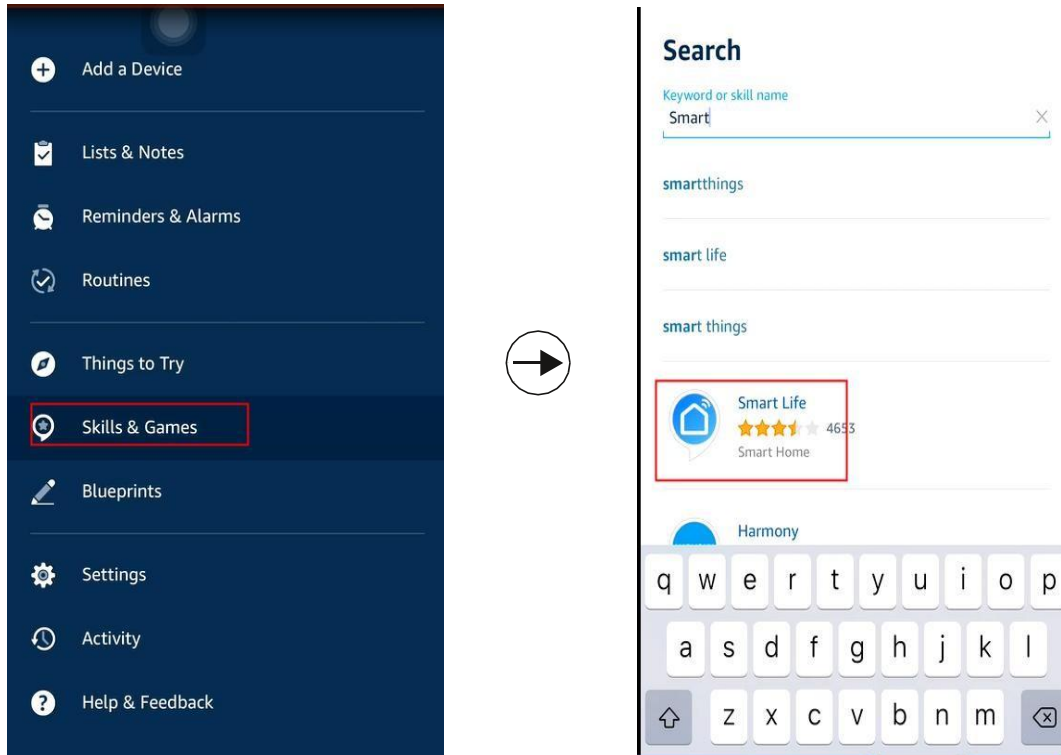 Add a Device
Lists & Notes
Reminders & Alarms
Routines
Things to Try
Skills & Games
Blueprints
Settings
Activity
Help & Feedback
Search
Keyword or skill name
Smart
smartthings
smart life
smart things
Smart Life
4653
Smart Home
Harmony
q w e r t y u i o p
a s d f g h j k l
z x c v b n m